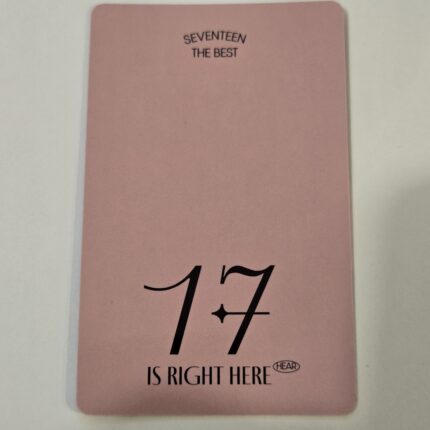 SEVENTEEN
THE BEST
17
IS RIGHT HERE HEAR